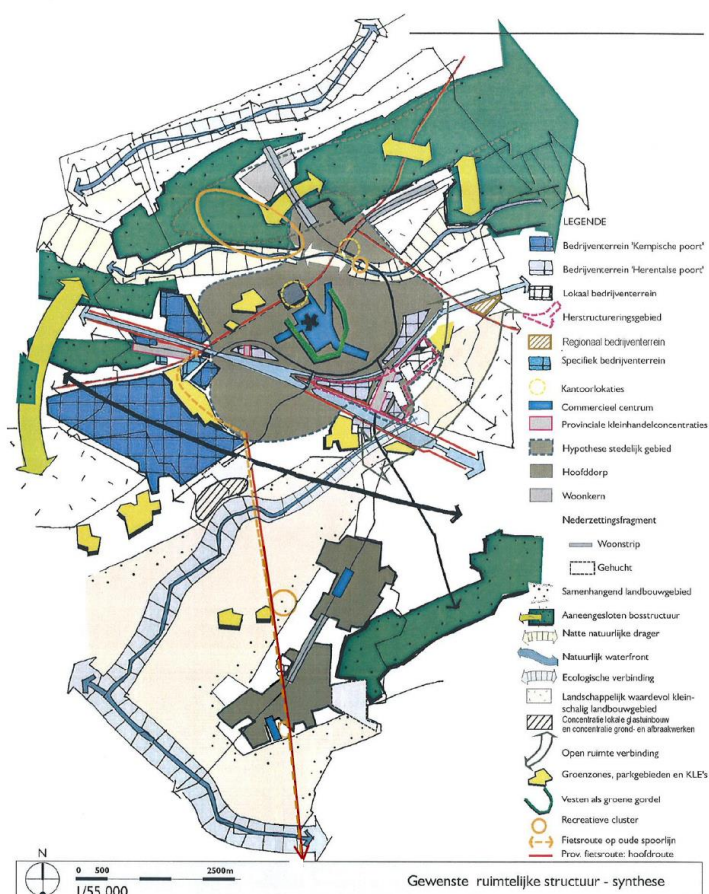 LEGENDE
Bedrijventerrein 'Kempische poort'
Bedrijventerrein 'Herentalse poort'
Lokaal bedrijventerrein
Herstructureringsgebied
Regionaal bedrijventerrein
Specifiek bedrijventerrein
Kantoorlokaties
Commercieel centrum
Provinciale kleinhandelconcentraties
Hypothese stedelijk gebied
Hoofddorp
Woonkern
Nederzettingsfragment
Woonstrip
Gehucht
Samenhangend landbouwgebied
Aaneengesloten bosstructuur
Natte natuurlijke drager
Natuurlijk waterfront
Ecologische verbinding
Landschappelijk waardevol klein-
schalig landbouwgebied
Concentratie lokale glastuinbouw
en concentratie grond- en afbraakwerken
Open ruimte verbinding
Groenzones, parkgebieden en KLE's
Vesten als groene gordel
Recreatieve cluster
Fietsroute op oude spoorlijn
Prov. fietsroute: hoofdroute
N
0 500 2500m
1/55.000
Gewenste ruimtelijke structuur - synthese